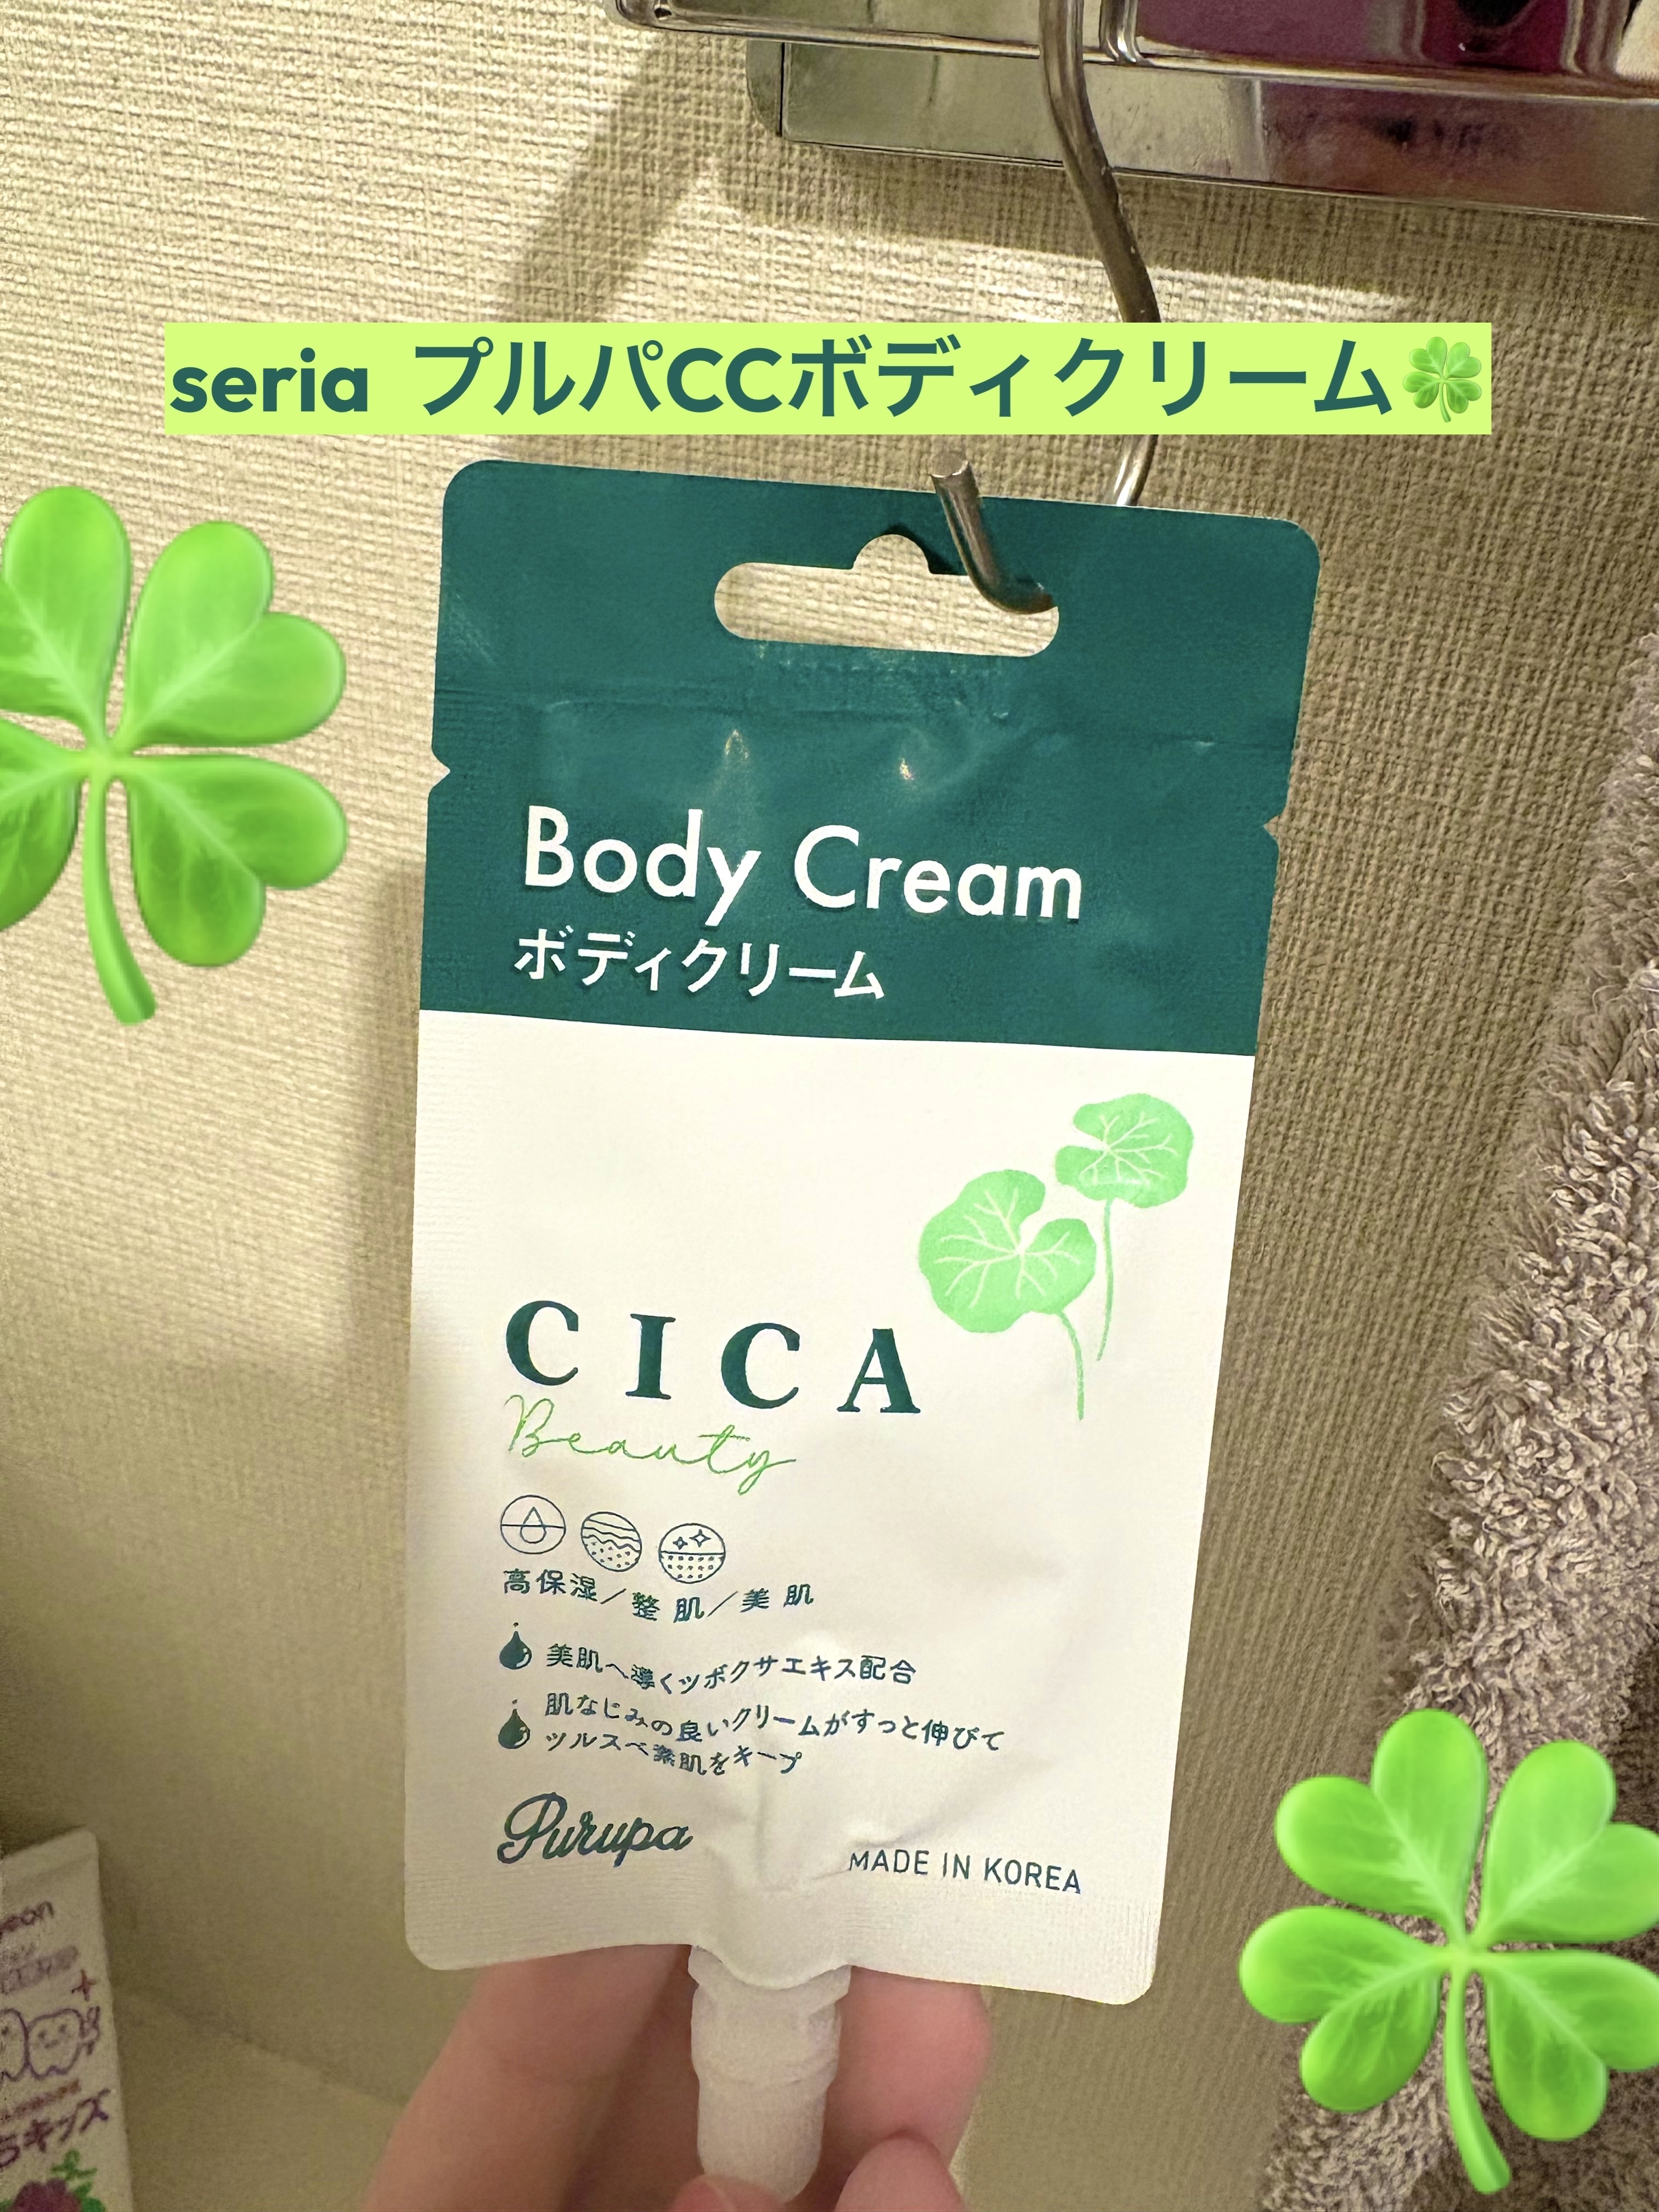 seria プルパCCボディクリーム🍀
Body Cream
ボディクリーム
CICA
Beauty
高保湿/整肌/美肌
美肌へ導くツボクサエキス配合
肌なじみの良いクリームがすっと伸びて
ツルスベ素肌をキープ
Purupa
MADE IN KOREA
キッズ